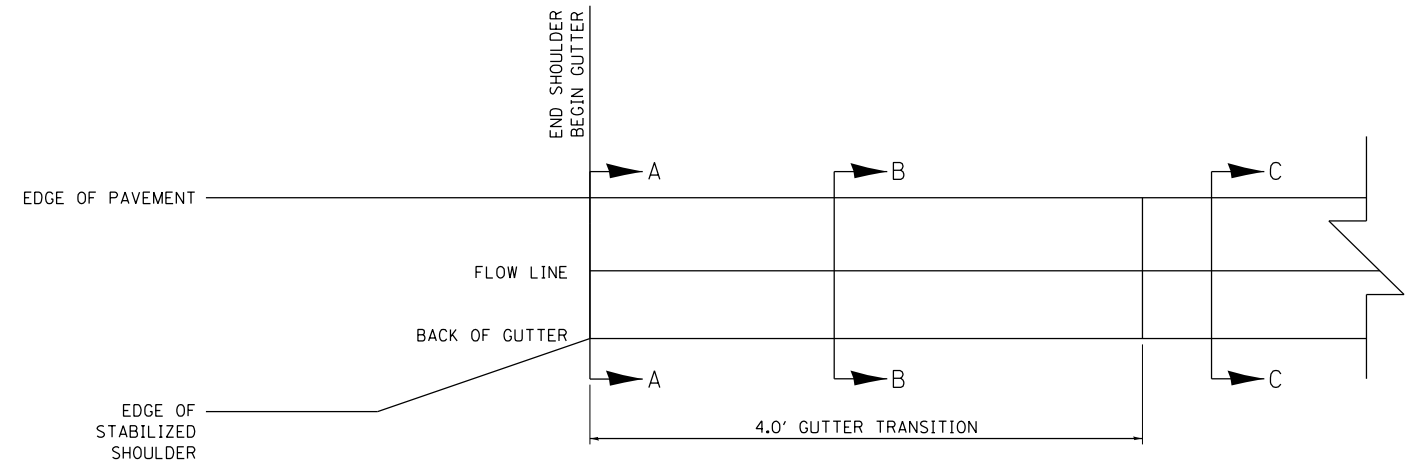 END SHOULDER
BEGIN GUTTER
A
B
C
EDGE OF PAVEMENT
FLOW LINE
BACK OF GUTTER
A
B
C
EDGE OF
STABILIZED
SHOULDER
4.0' GUTTER TRANSITION